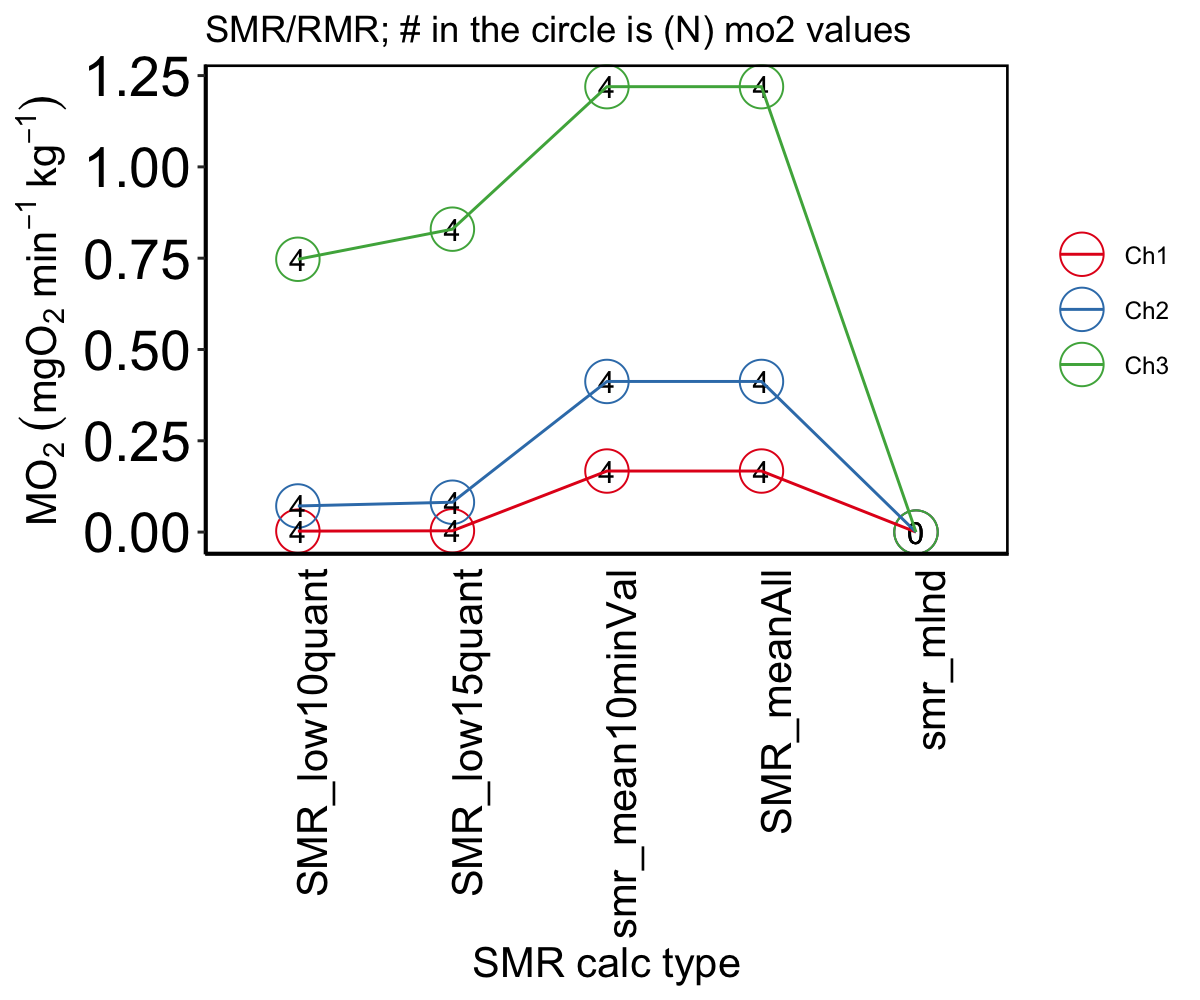 SMR/RMR; # in the circle is (N) mo2 values
MO₂ (mgO₂ min⁻¹ kg⁻¹)
1.25
1.00
0.75
0.50
0.25
0.00
4
4
4
4
4
4
4
4
4
4
4
4
0
Ch1
Ch2
Ch3
SMR_low10quant
SMR_low15quant
smr_mean10minVal
SMR_meanAll
smr_mlnd
SMR calc type